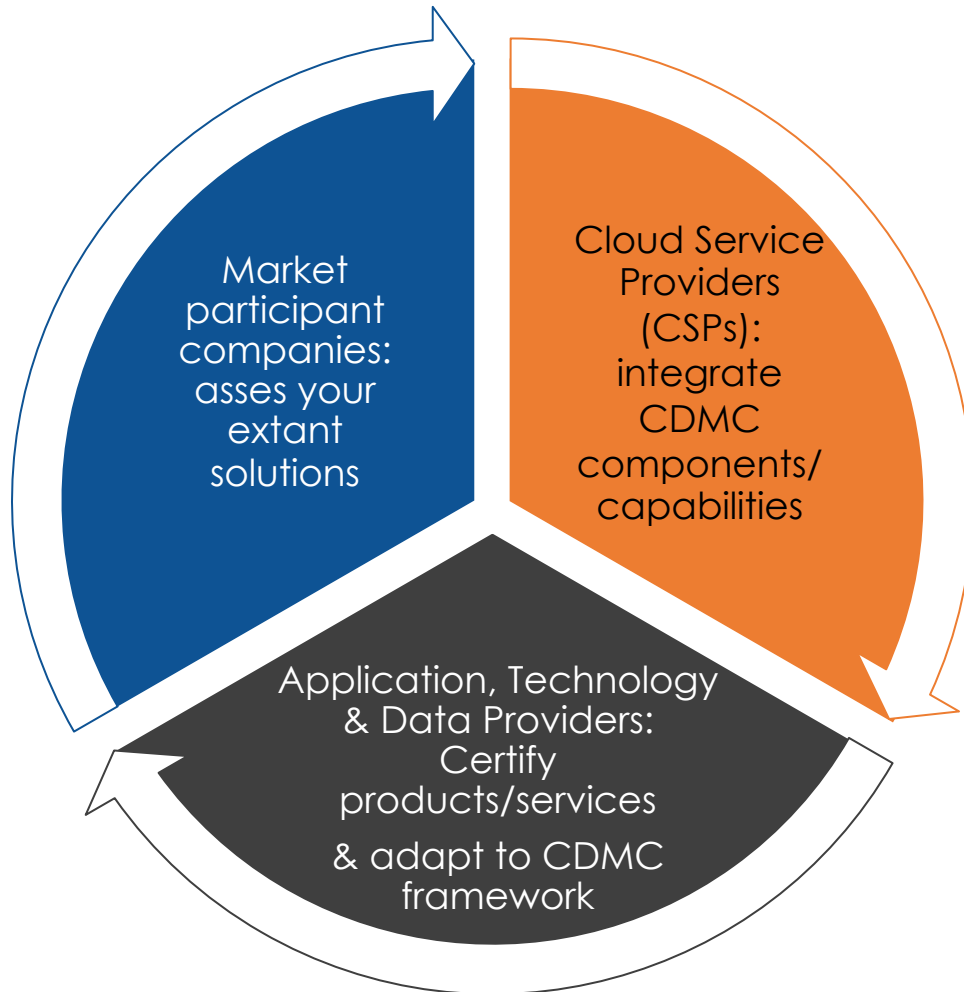 Market
participant
companies:
asses your
extant
solutions
Cloud Service
Providers
(CSPs):
integrate
CDMC
components/
capabilities
Application, Technology
& Data Providers:
Certify
products/services
& adapt to CDMC
framework